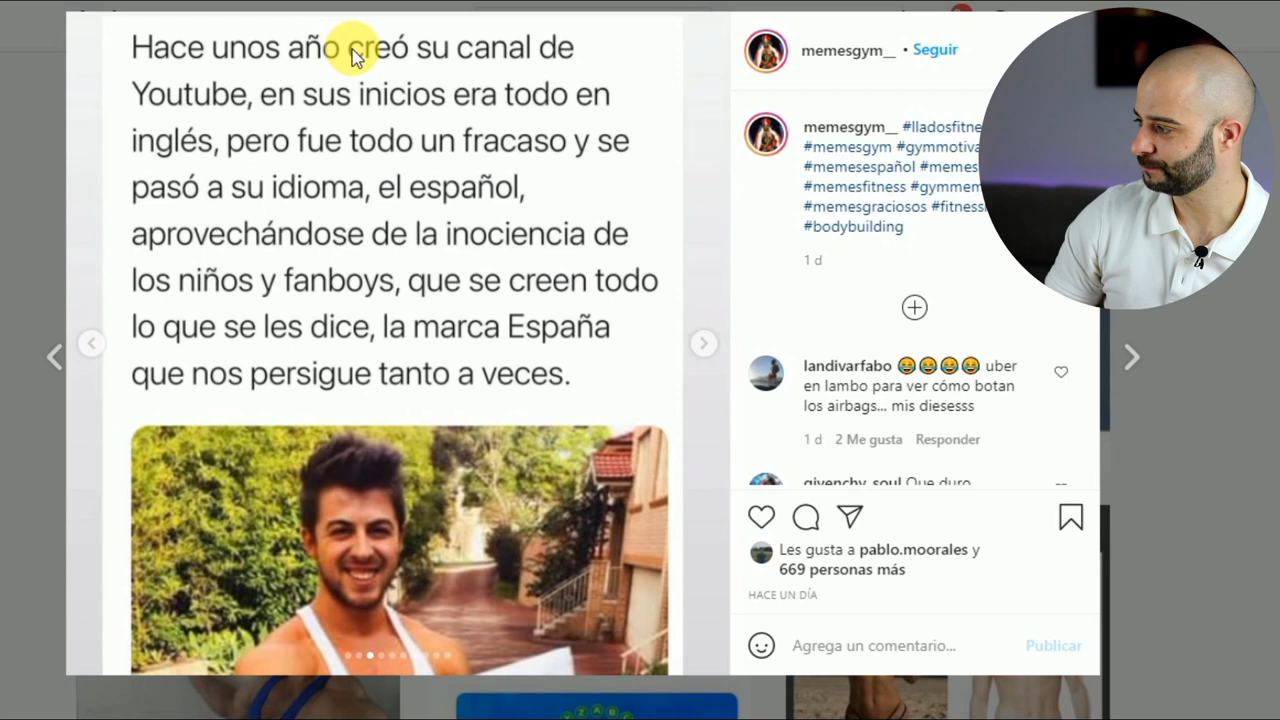 Hace unos año creó su canal de
Youtube, en sus inicios era todo en
inglés, pero fue todo un fracaso y se
pasó a su idioma, el español,
aprovechándose de la inociencia de
los niños y fanboys, que se creen todo
lo que se les dice, la marca España
que nos persigue tanto a veces.
memesgym__ • Seguir
memesgym__ #lladosfitne
#memesgym #gymmotiva
#memesespañol #memes
#memesfitness #gymmem
#memesgraciosos #fitness
#bodybuilding
1 d
landivarfabo 😂😂😂😂 uber
en lambo para ver cómo botan
los airbags... mis diesesss
1 d 2 Me gusta Responder
givenchy_soul Que duro
Les gusta a pablo.moorales y
669 personas más
HACE UN DÍA
Agrega un comentario... Publicar
ZABC